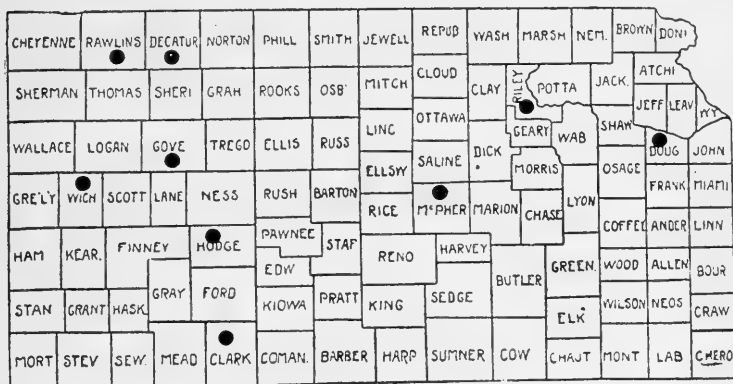 CHEYENNE RAWLINS DECATUR NORTON PHILL SMITH JEWELL REPUB WASH MARSH NEM. BROWN DONI
SHERMAN THOMAS SHERI GRAH ROOKS OSB' MITCH CLOUD CLAY RILEY POTTA JACK. ATCHI
JEFF LEAV WY
OTTAWA
WALLACE LOGAN GOVE TREGO ELLIS RUSS LINC SALINE DICK GEARY WAB SHAW DOUG JOHN
ELLSW MORRIS OSAGE
GRE'L'Y WICH SCOTT LANE NESS RUSH BARTON RICE McPHER MARION CHASE LYON FRANK MIAMI
HAM KEAR. FINNEY HODGE PAWNEE STAF RENO HARVEY COFFEE ANDER LINN
EDW
GRAY FORD BUTLER GREEN. WOOD ALLEN BOUR
STAN GRANT HASK. KIOWA PRATT KING SEDGE ELK WILSON NEOS CRAW
MORT STEV SEW. MEAD CLARK COMAN. BARBER HARP SUMNER COW CHAUT MONT LAB CHERO